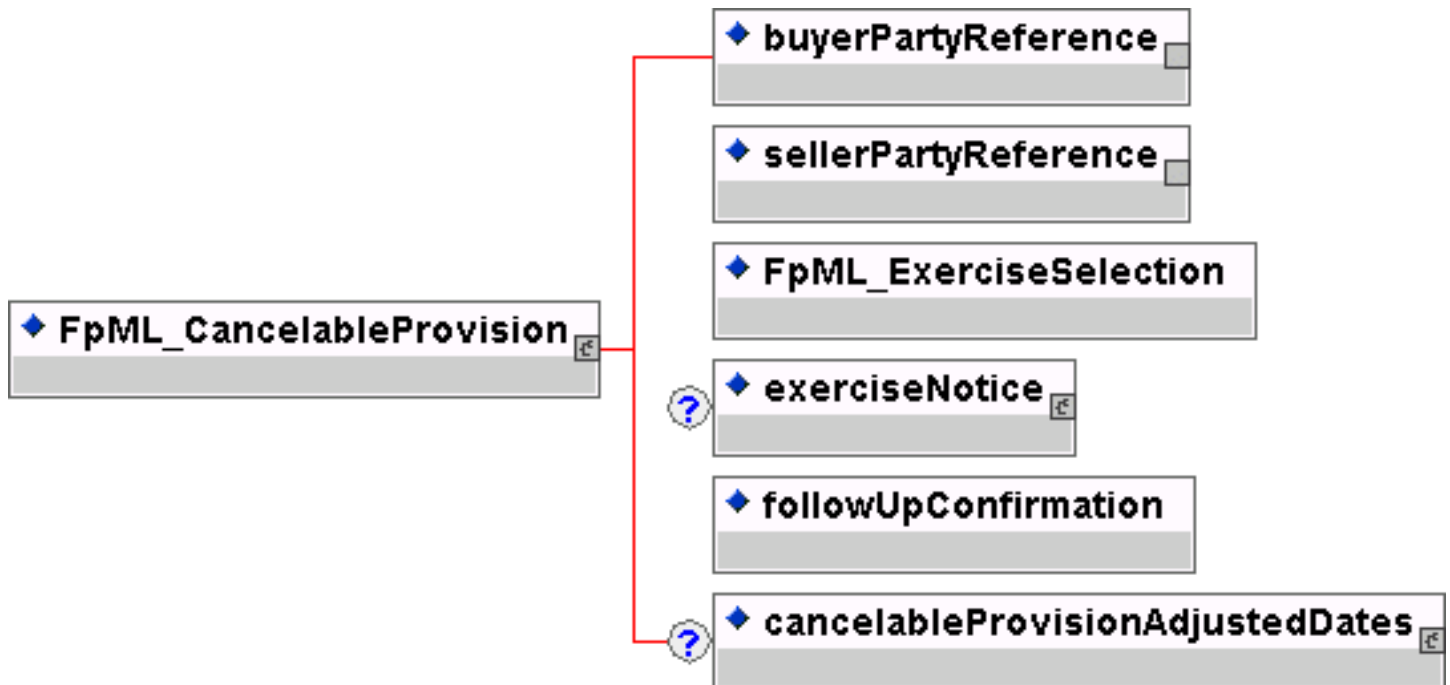 buyerPartyReference
sellerPartyReference
FpML_ExerciseSelection
FpML_CancelableProvision
? exerciseNotice
followUpConfirmation
? cancelableProvisionAdjustedDates